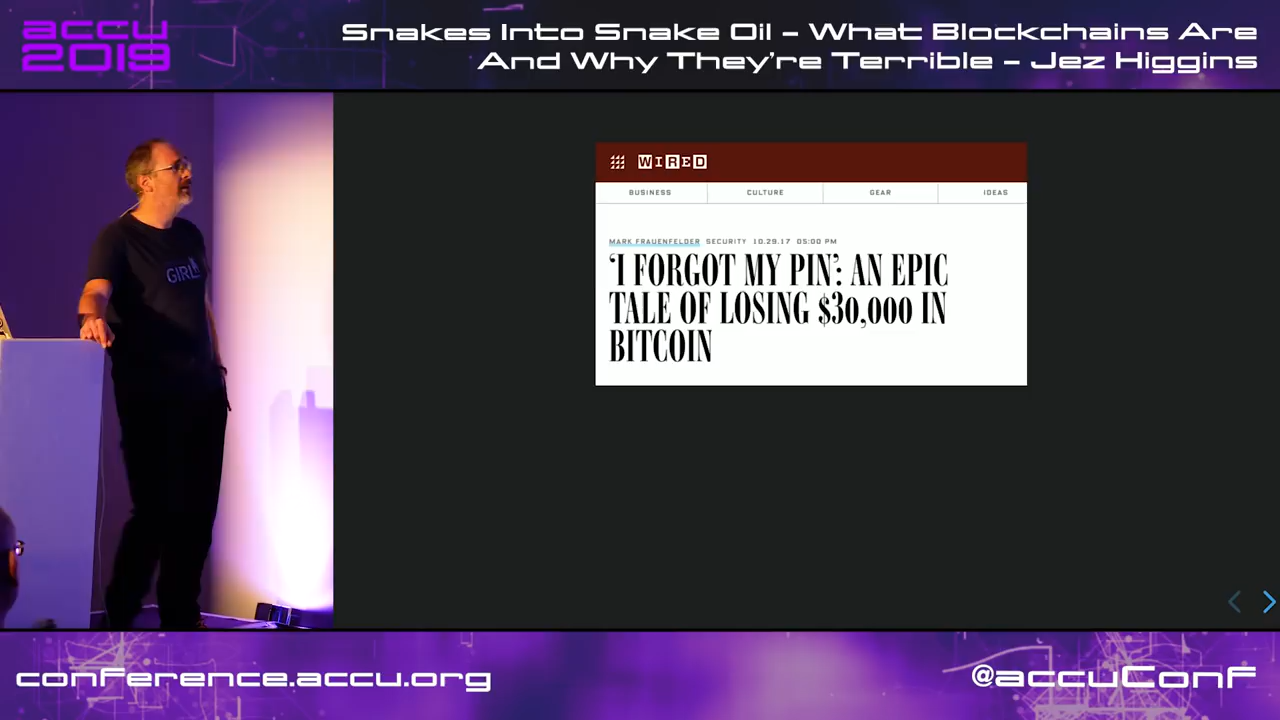 accu
2019
Snakes Into Snake Oil – What Blockchains Are
And Why They're Terrible – Jez Higgins
GIRL
WIRED
BUSINESS CULTURE GEAR IDEAS
MARK FRAUENFELDER SECURITY 10.29.17 05:00 PM
'I FORGOT MY PIN': AN EPIC
TALE OF LOSING $30,000 IN
BITCOIN
conference.accu.org
@accuConf